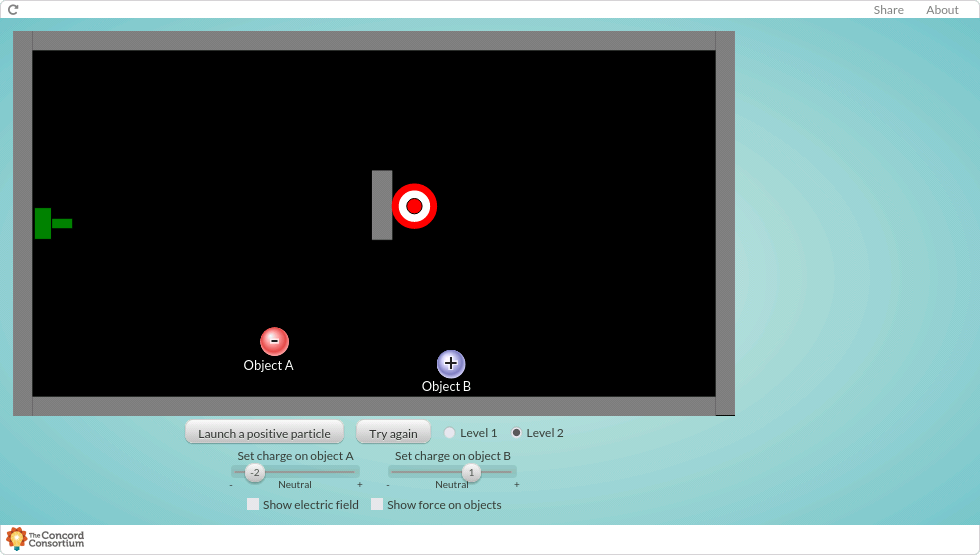 Share About
-
Object A
+
Object B
Launch a positive particle Try again Level 1 Level 2
Set charge on object A Set charge on object B
-2 1
- Neutral + - Neutral +
Show electric field Show force on objects
The Concord
Consortium